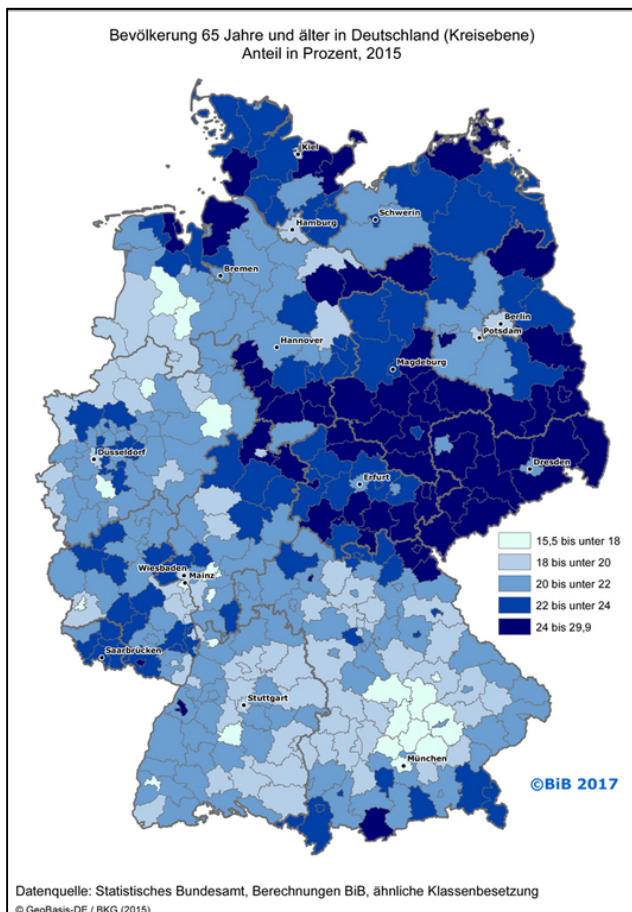 Bevölkerung 65 Jahre und älter in Deutschland (Kreisebene)
Anteil in Prozent, 2015
Kiel
Schwerin
Hamburg
Bremen
Berlin
Potsdam
Hannover
Magdeburg
Düsseldorf
Dresden
Erfurt
15,5 bis unter 18
18 bis unter 20
20 bis unter 22
22 bis unter 24
24 bis 29,9
Wiesbaden
Mainz
Saarbrücken
Stuttgart
München
©BiB 2017
Datenquelle: Statistisches Bundesamt, Berechnungen BiB, ähnliche Klassenbesetzung
© GeoBasis-DE / BKG (2015)